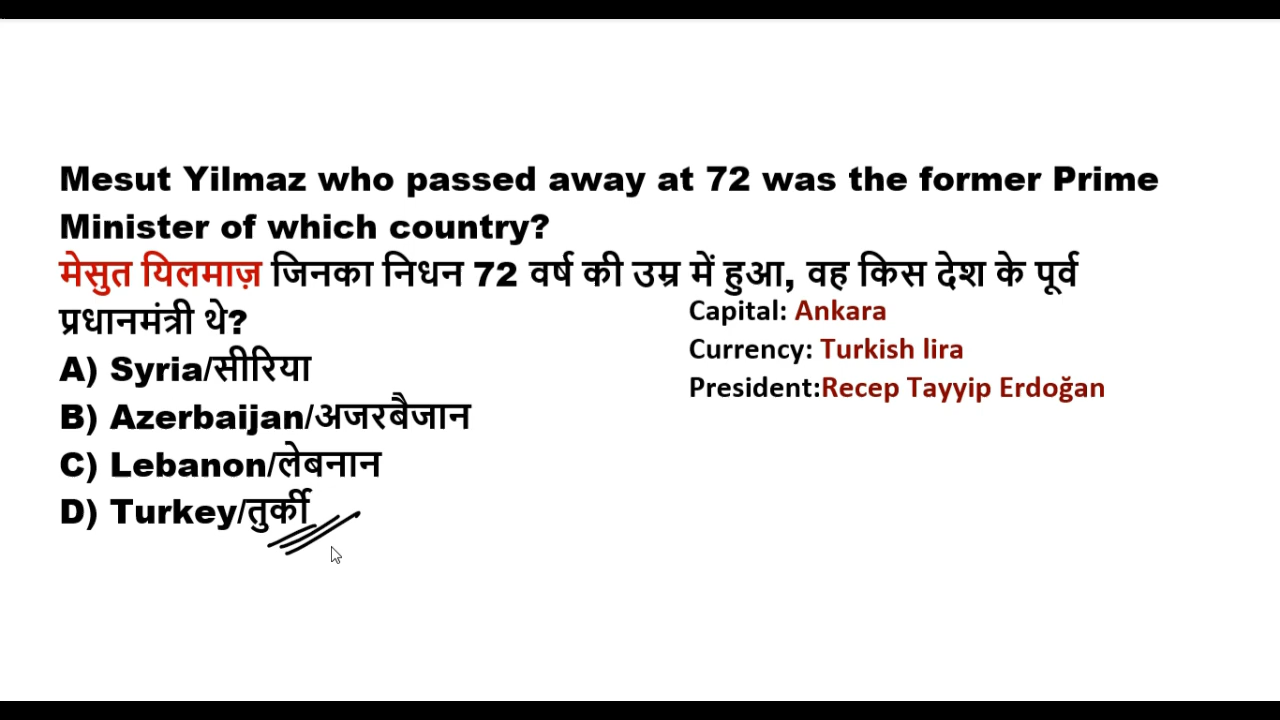 Mesut Yilmaz who passed away at 72 was the former Prime
Minister of which country?
मेसुत यिलमाज़ जिनका निधन 72 वर्ष की उम्र में हुआ, वह किस देश के पूर्व
प्रधानमंत्री थे?
Capital: Ankara
Currency: Turkish lira
President:Recep Tayyip Erdoğan
A) Syria/सीरिया
B) Azerbaijan/अजरबैजान
C) Lebanon/लेबनान
D) Turkey/तुर्की